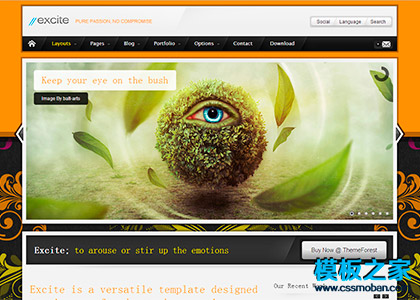 excite PURE PASSION, NO COMPROMISE
Social Language Search
Layouts Pages Blog Portfolio Options Contact Download
Keep your eye on the bush
Image By ball-arts
Excite; to arouse or stir up the emotions
Buy Now @ ThemeForest
Excite is a versatile template designed
Our Recent
模板之家
www.cssmoban.com